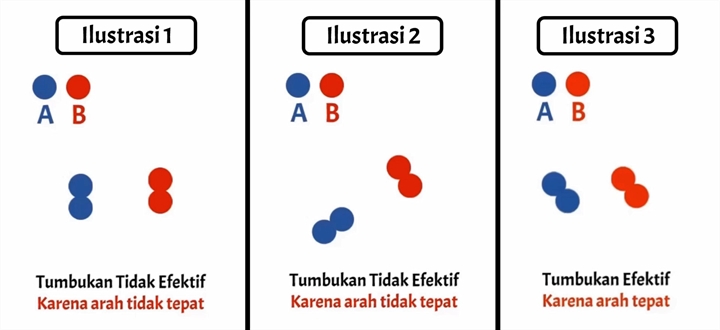 Ilustrasi 1
A B
Tumbukan Tidak Efektif
Karena arah tidak tepat
Ilustrasi 2
A B
Tumbukan Tidak Efektif
Karena arah tidak tepat
Ilustrasi 3
A B
Tumbukan Efektif
Karena arah tepat